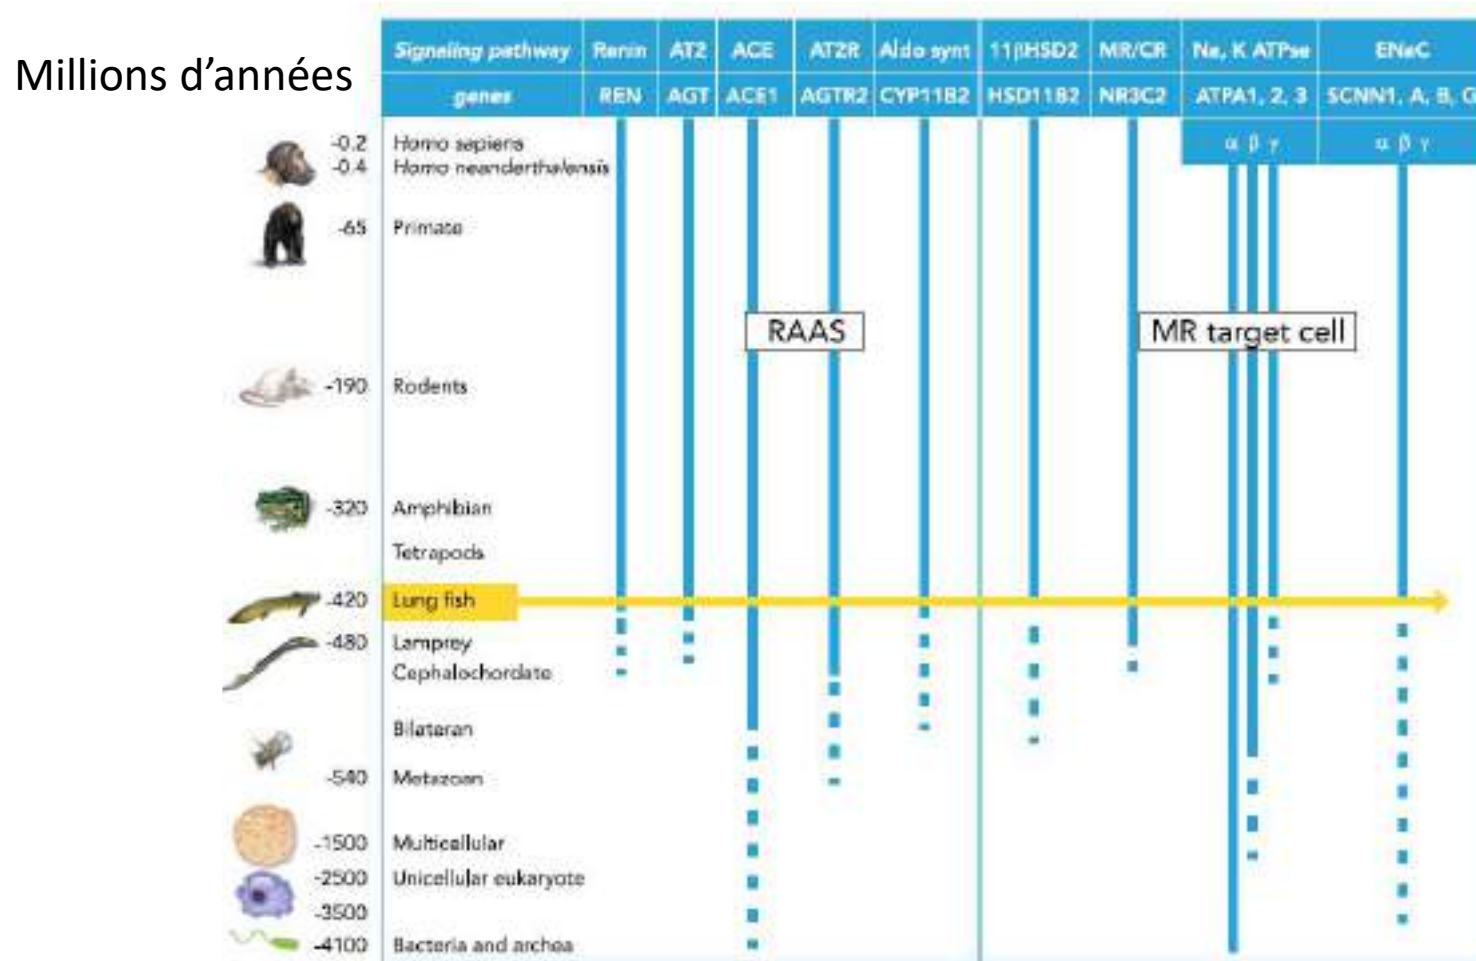 Millions d’années
Signaling pathway Renin AT2 ACE AT2R Aldo synt 11βHSD2 MR/CR Na, K ATPse ENaC
genes REN AGT ACE1 AGTR2 CYP11B2 HSD11B2 NR3C2 ATPA1, 2, 3 SCNN1, A, B, G
α β γ α β γ
-0.2 Homo sapiens
-0.4 Homo neanderthalensis
-65 Primate
RAAS MR target cell
-190 Rodents
-320 Amphibian
Tetrapods
-420 Lung fish
-480 Lamprey
Cephalochordate
Bilateran
-540 Metazoan
-1500 Multicellular
-2500 Unicellular eukaryote
-3500
-4100 Bacteria and archea